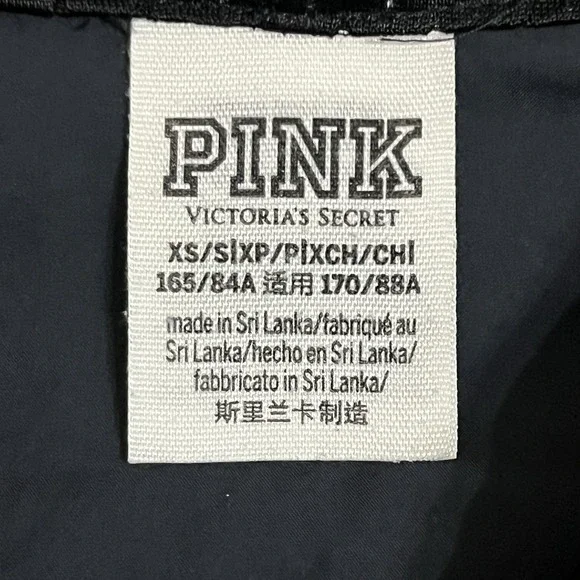 PINK
VICTORIA'S SECRET
XS/S|XP/P|XCH/CH|
165/84A 适用 170/88A
made in Sri Lanka/fabriqué au
Sri Lanka/hecho en Sri Lanka/
fabbricato in Sri Lanka/
斯里兰卡制造